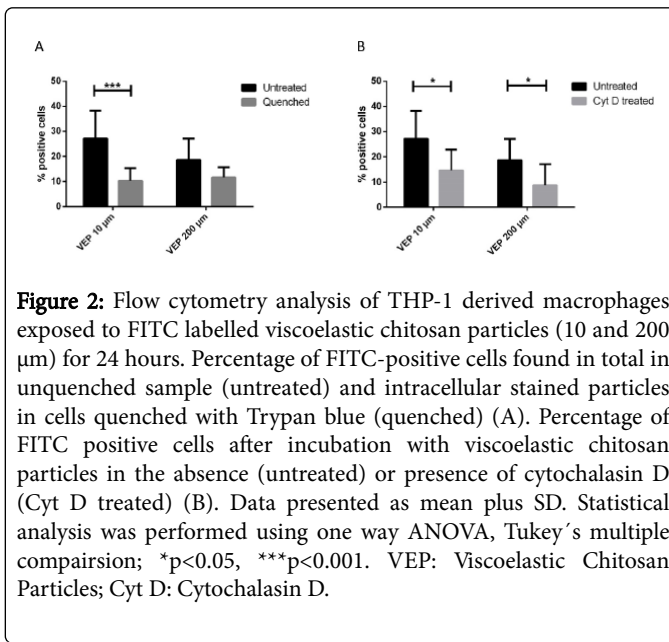 A
B
***
Untreated
Quenched
% positive cells
50
40
30
20
10
0
VEP 10 µm
VEP 200 µm
*
*
Untreated
Cyt D treated
% positive cells
50
40
30
20
10
0
VEP 10 µm
VEP 200 µm
Figure 2: Flow cytometry analysis of THP-1 derived macrophages
exposed to FITC labelled viscoelastic chitosan particles (10 and 200
µm) for 24 hours. Percentage of FITC-positive cells found in total in
unquenched sample (untreated) and intracellular stained particles
in cells quenched with Trypan blue (quenched) (A). Percentage of
FITC positive cells after incubation with viscoelastic chitosan
particles in the absence (untreated) or presence of cytochalasin D
(Cyt D treated) (B). Data presented as mean plus SD. Statistical
analysis was performed using one way ANOVA, Tukey´s multiple
compairsion; *p<0.05, ***p<0.001. VEP: Viscoelastic Chitosan
Particles; Cyt D: Cytochalasin D.